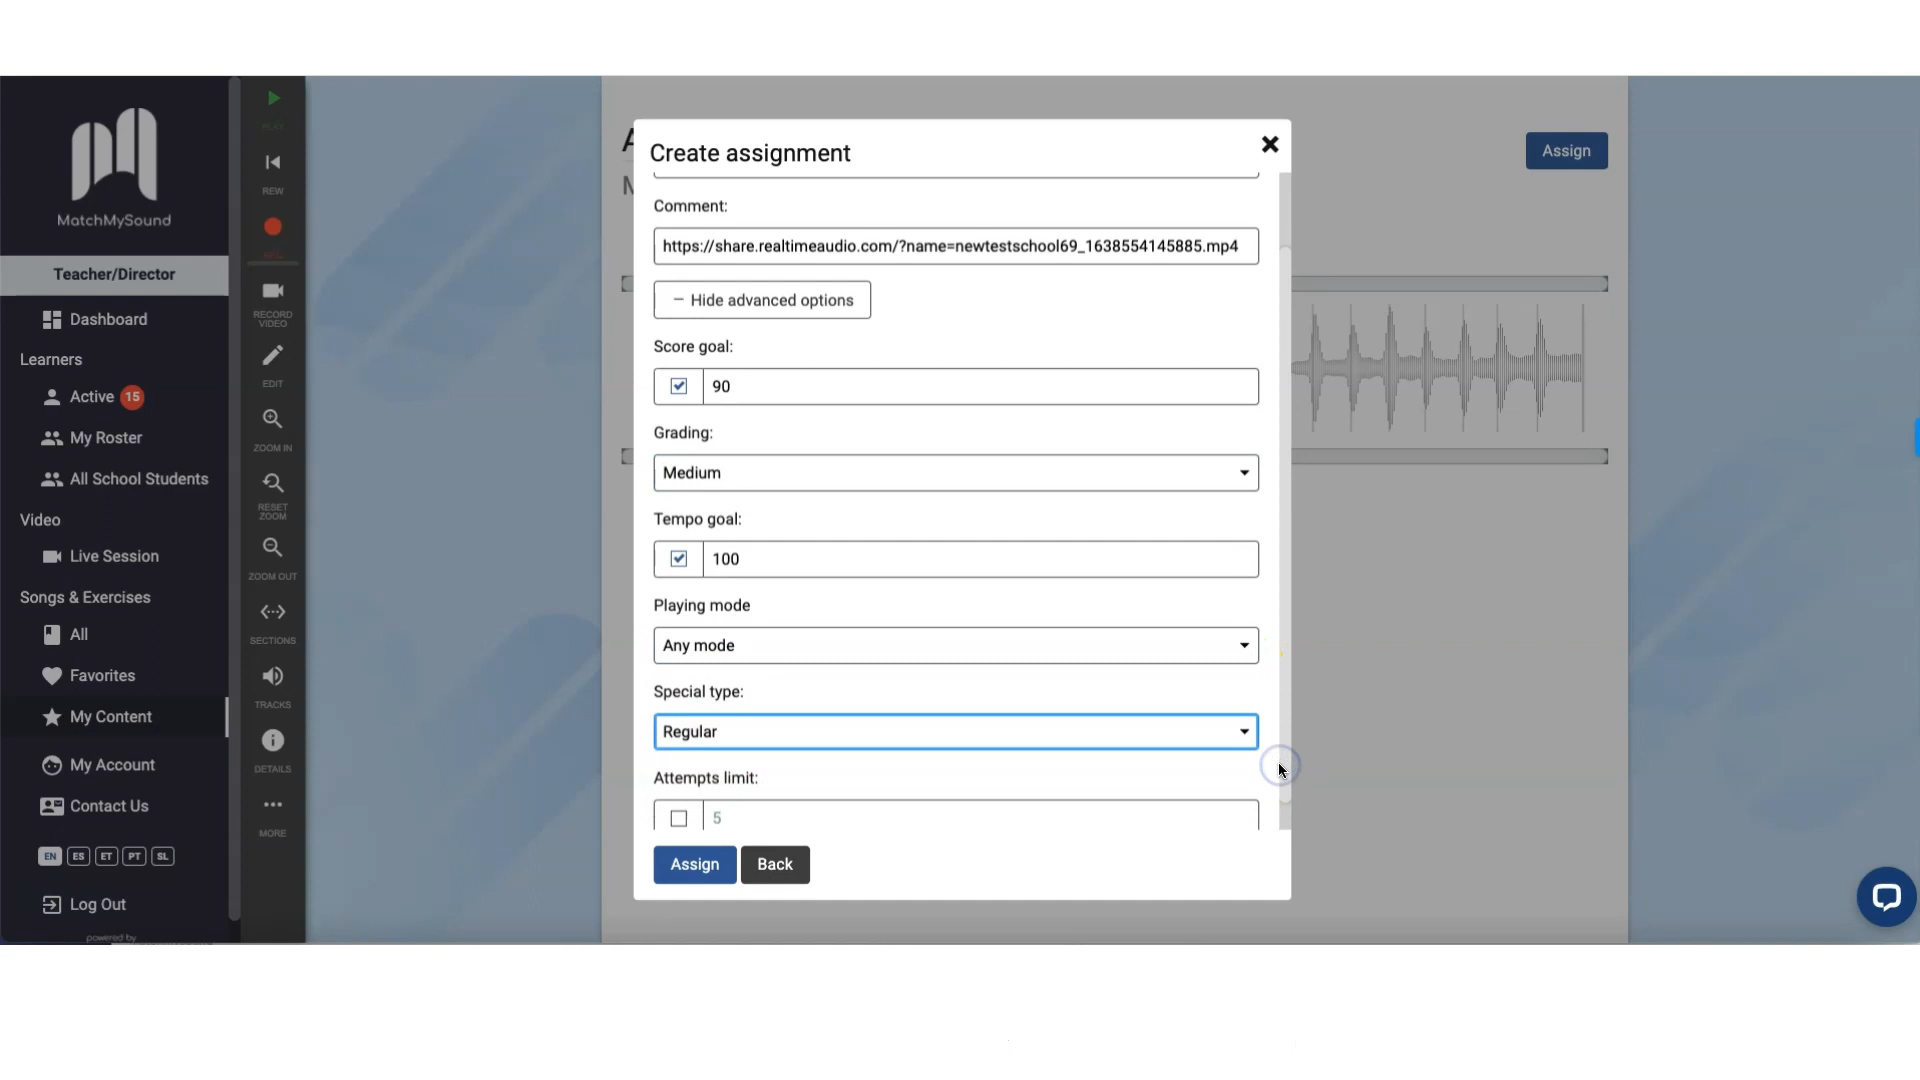 MatchMySound
Teacher/Director
Dashboard
Learners
Active 15
My Roster
All School Students
Video
Live Session
Songs & Exercises
All
Favorites
My Content
My Account
Contact Us
EN ES ET PT SL
Log Out
powered by
PLAY
REW
REC
RECORD
VIDEO
EDIT
ZOOM IN
RESET
ZOOM
ZOOM OUT
SECTIONS
TRACKS
DETAILS
MORE
Assign
Create assignment
Comment:
https://share.realtimeaudio.com/?name=newtestschool69_1638554145885.mp4
− Hide advanced options
Score goal:
90
Grading:
Medium
Tempo goal:
100
Playing mode
Any mode
Special type:
Regular
Attempts limit:
5
Assign Back